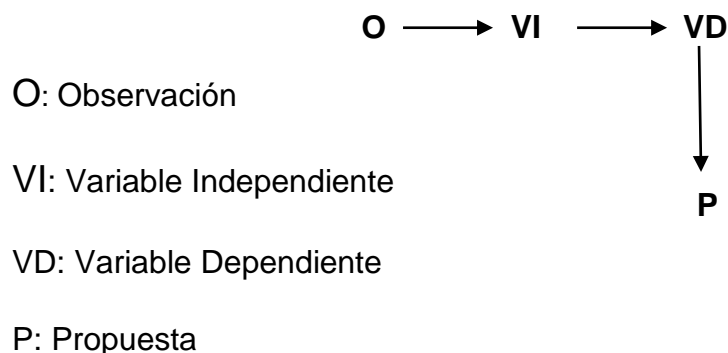 O VI VD
O: Observación
VI: Variable Independiente
P
VD: Variable Dependiente
P: Propuesta